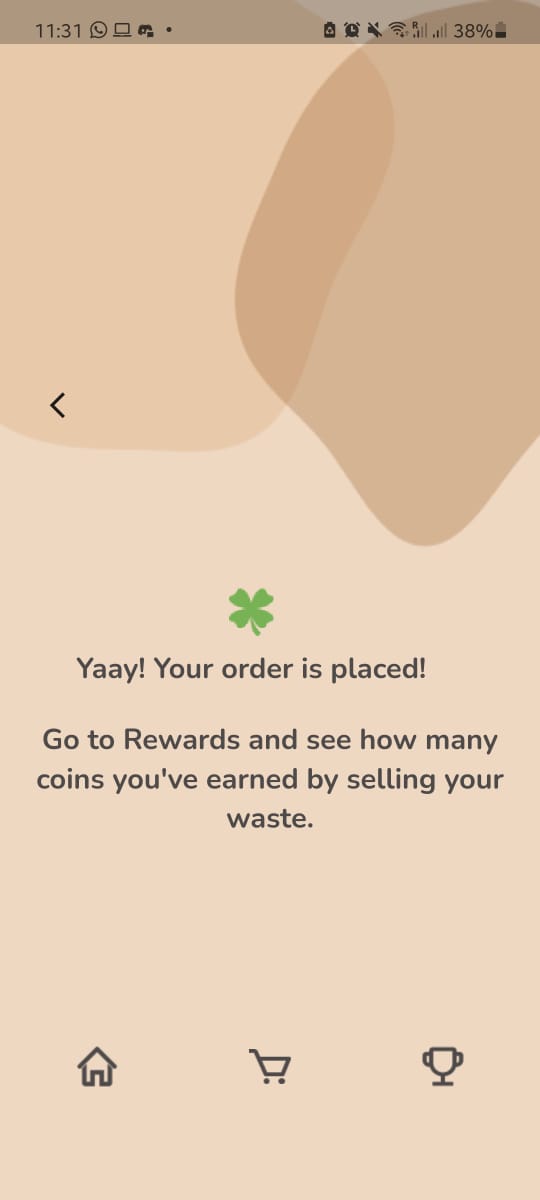 11:31
R
38%
Yaay! Your order is placed!
Go to Rewards and see how many
coins you've earned by selling your
waste.